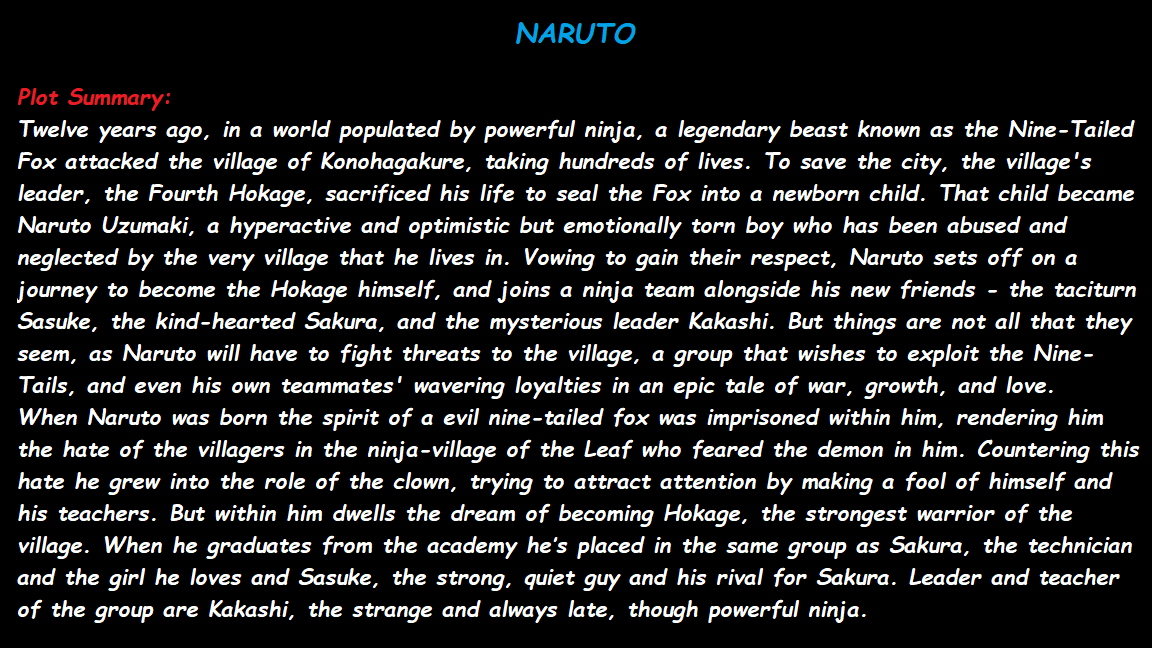 NARUTO
Plot Summary:
Twelve years ago, in a world populated by powerful ninja, a legendary beast known as the Nine-Tailed
Fox attacked the village of Konohagakure, taking hundreds of lives. To save the city, the village's
leader, the Fourth Hokage, sacrificed his life to seal the Fox into a newborn child. That child became
Naruto Uzumaki, a hyperactive and optimistic but emotionally torn boy who has been abused and
neglected by the very village that he lives in. Vowing to gain their respect, Naruto sets off on a
journey to become the Hokage himself, and joins a ninja team alongside his new friends - the taciturn
Sasuke, the kind-hearted Sakura, and the mysterious leader Kakashi. But things are not all that they
seem, as Naruto will have to fight threats to the village, a group that wishes to exploit the Nine-
Tails, and even his own teammates' wavering loyalties in an epic tale of war, growth, and love.
When Naruto was born the spirit of a evil nine-tailed fox was imprisoned within him, rendering him
the hate of the villagers in the ninja-village of the Leaf who feared the demon in him. Countering this
hate he grew into the role of the clown, trying to attract attention by making a fool of himself and
his teachers. But within him dwells the dream of becoming Hokage, the strongest warrior of the
village. When he graduates from the academy he’s placed in the same group as Sakura, the technician
and the girl he loves and Sasuke, the strong, quiet guy and his rival for Sakura. Leader and teacher
of the group are Kakashi, the strange and always late, though powerful ninja.